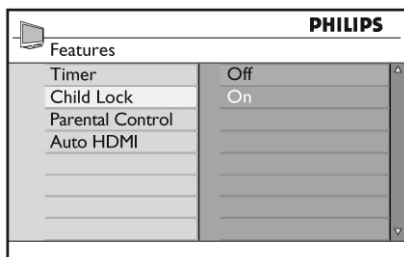 PHILIPS
Features
Timer
Off
Child Lock
On
Parental Control
Auto HDMI